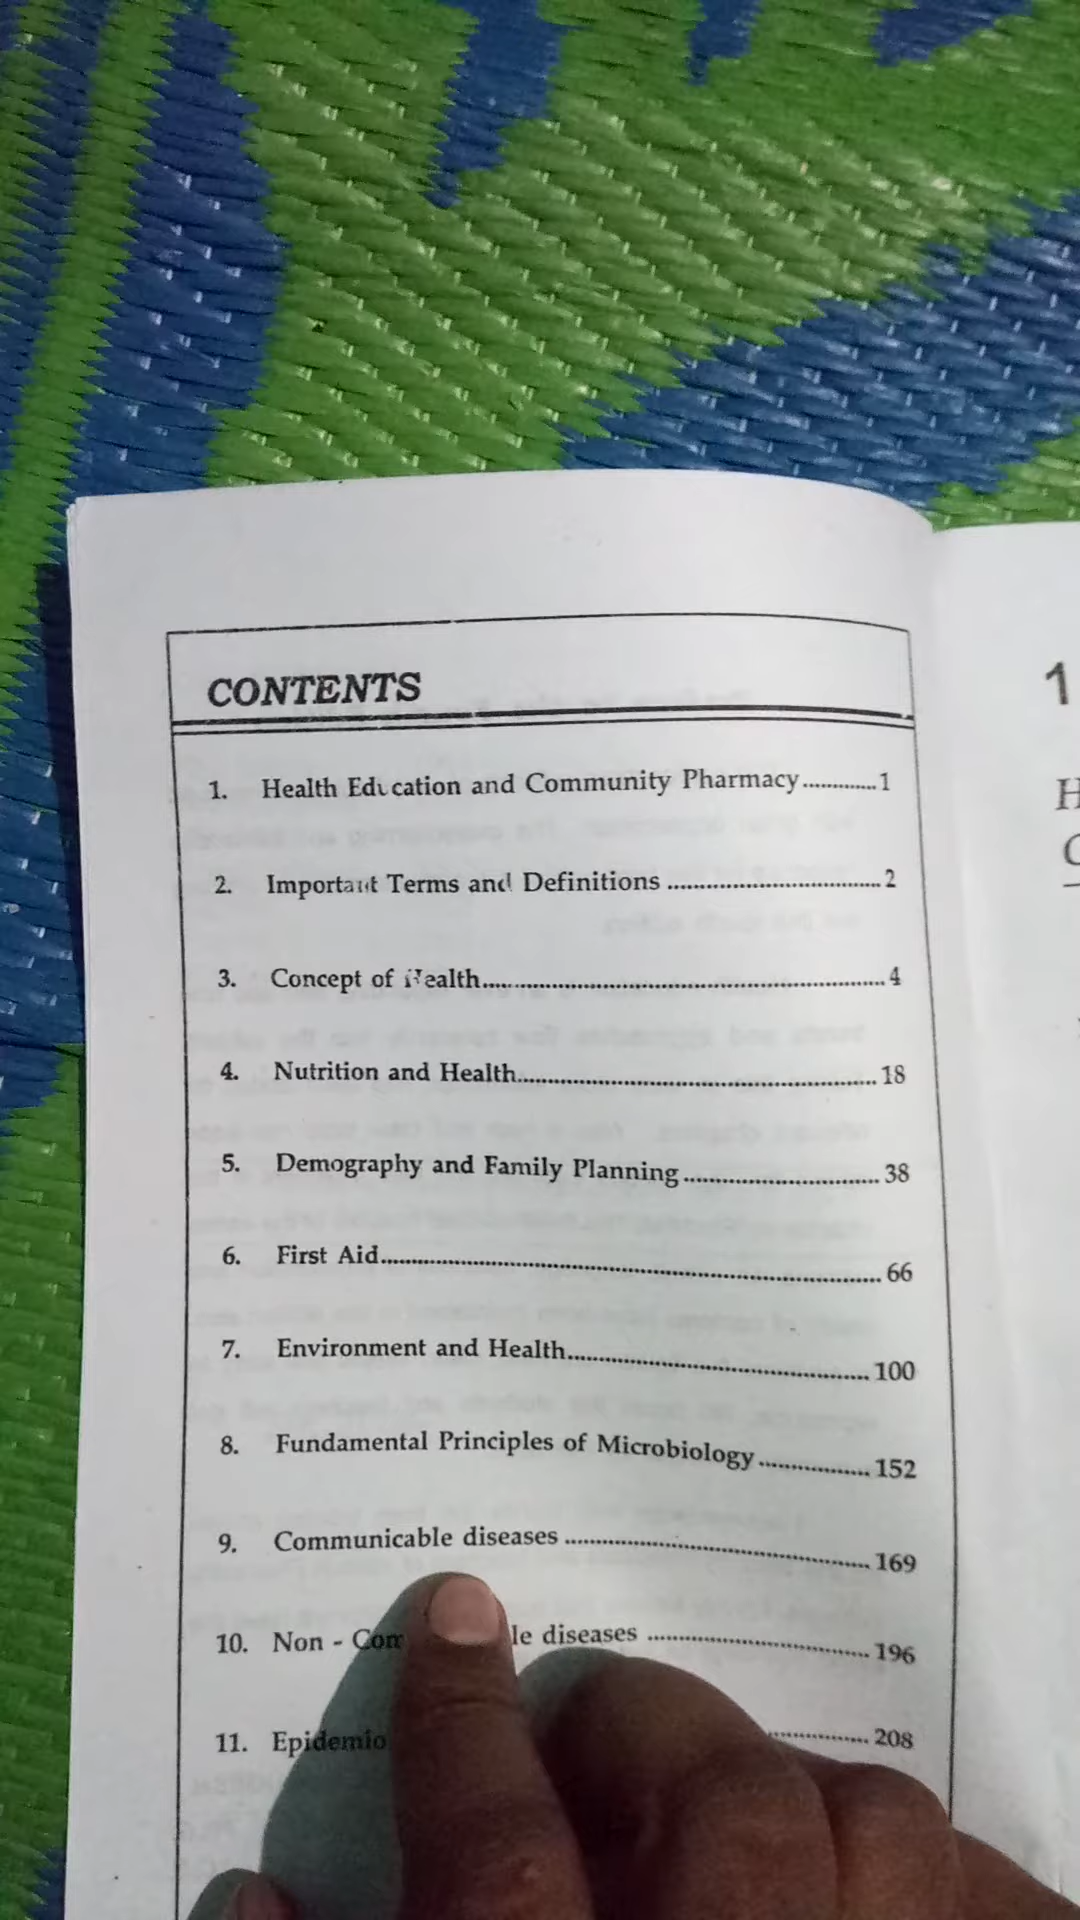 CONTENTS
1. Health Education and Community Pharmacy............1
2. Important Terms and Definitions ....................................2
3. Concept of Health....................................................................4
4. Nutrition and Health............................................................18
5. Demography and Family Planning.................................38
6. First Aid....................................................................................66
7. Environment and Health...................................................100
8. Fundamental Principles of Microbiology...................152
9. Communicable diseases ...................................................169
10. Non - Com le diseases .....................................196
11. Epidemio .................208
1
H
C